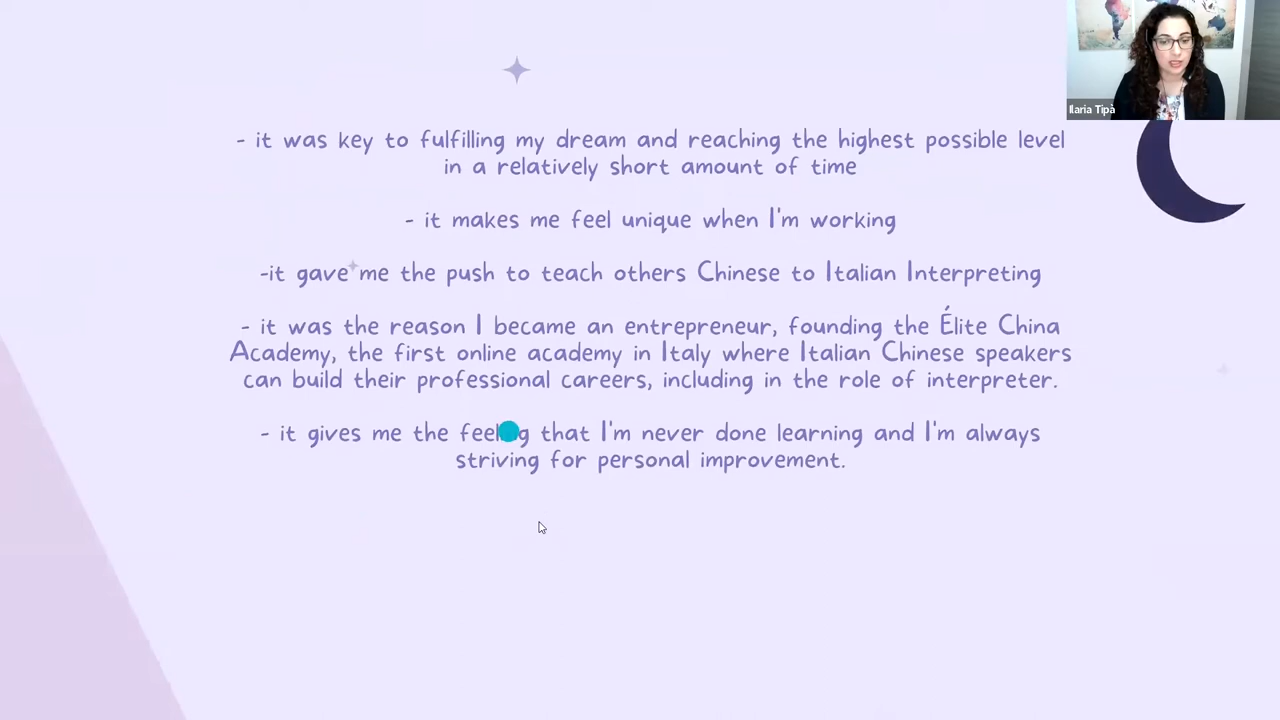 - it was key to fulfilling my dream and reaching the highest possible level
in a relatively short amount of time
- it makes me feel unique when I'm working
-it gave me the push to teach others Chinese to Italian Interpreting
- it was the reason I became an entrepreneur, founding the Élite China
Academy, the first online academy in Italy where Italian Chinese speakers
can build their professional careers, including in the role of interpreter.
- it gives me the feeling that I'm never done learning and I'm always
striving for personal improvement.
Ilaria Tipà